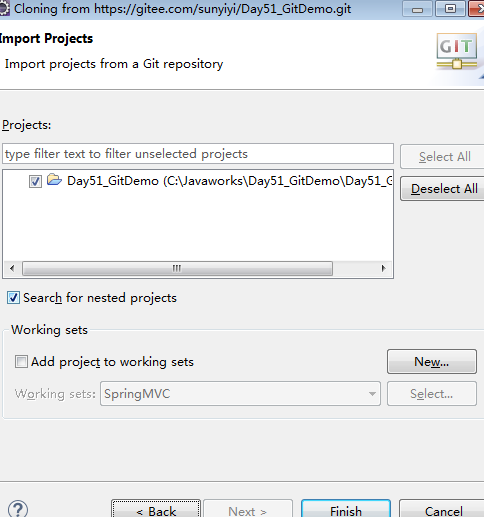 Cloning from https://gitee.com/sunyiyi/Day51_GitDemo.git
Import Projects
Import projects from a Git repository
GIT
Projects:
type filter text to filter unselected projects
Select All
Day51_GitDemo (C:\Javaworks\Day51_GitDemo\Day51_G
Deselect All
Search for nested projects
Working sets
Add project to working sets
New...
Working sets:
SpringMVC
Select...
?
< Back
Next >
Finish
Cancel